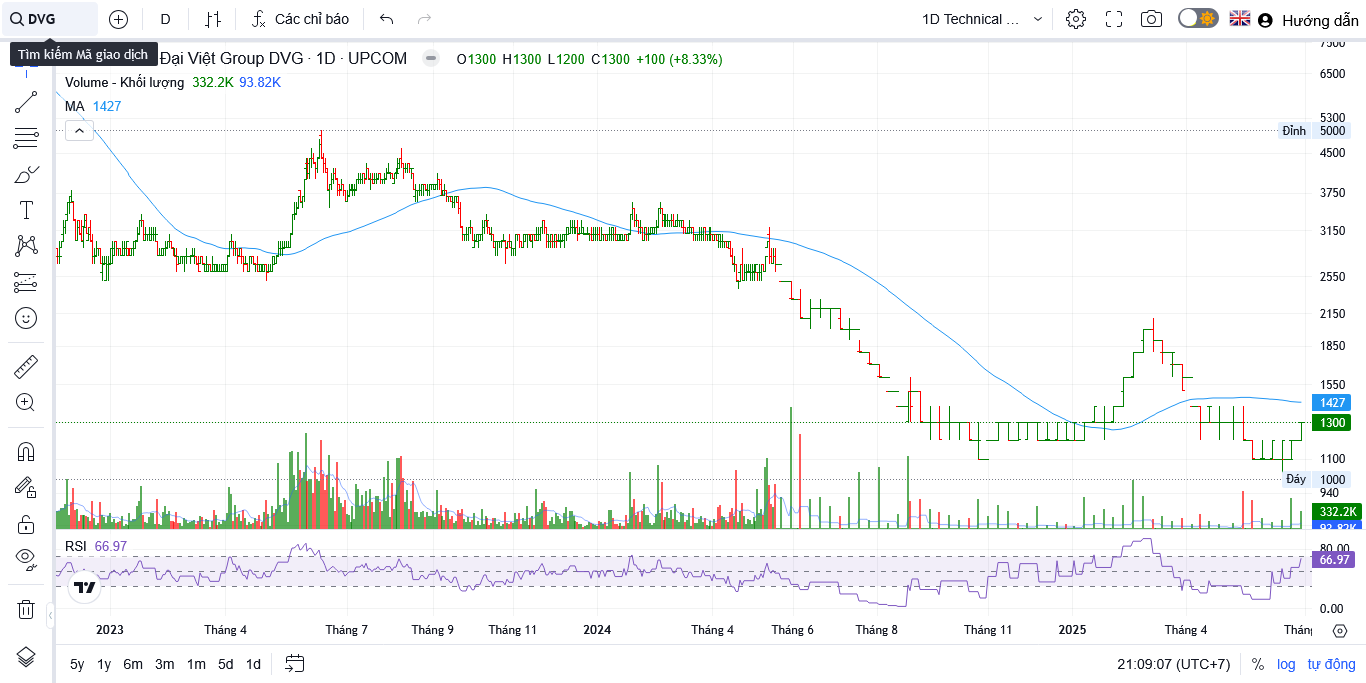 DVG D Các chỉ báo 1D Technical ... Hướng dẫn
Tìm kiếm Mã giao dịch
Đại Việt Group DVG · 1D · UPCOM O1300 H1300 L1200 C1300 +100 (+8.33%)
Volume - Khối lượng 332.2K 93.82K
MA 1427
7500
6500
5300
Đỉnh 5000
4500
3750
3150
2550
2150
1850
1550
1427
1300
1100
Đáy 1000
940
332.2K
93.82K
RSI 66.97
80.00
66.97
0.00
2023 Tháng 4 Tháng 7 Tháng 9 Tháng 11 2024 Tháng 4 Tháng 6 Tháng 8 Tháng 11 2025 Tháng 4 Tháng
5y 1y 6m 3m 1m 5d 1d 21:09:07 (UTC+7) % log tự động